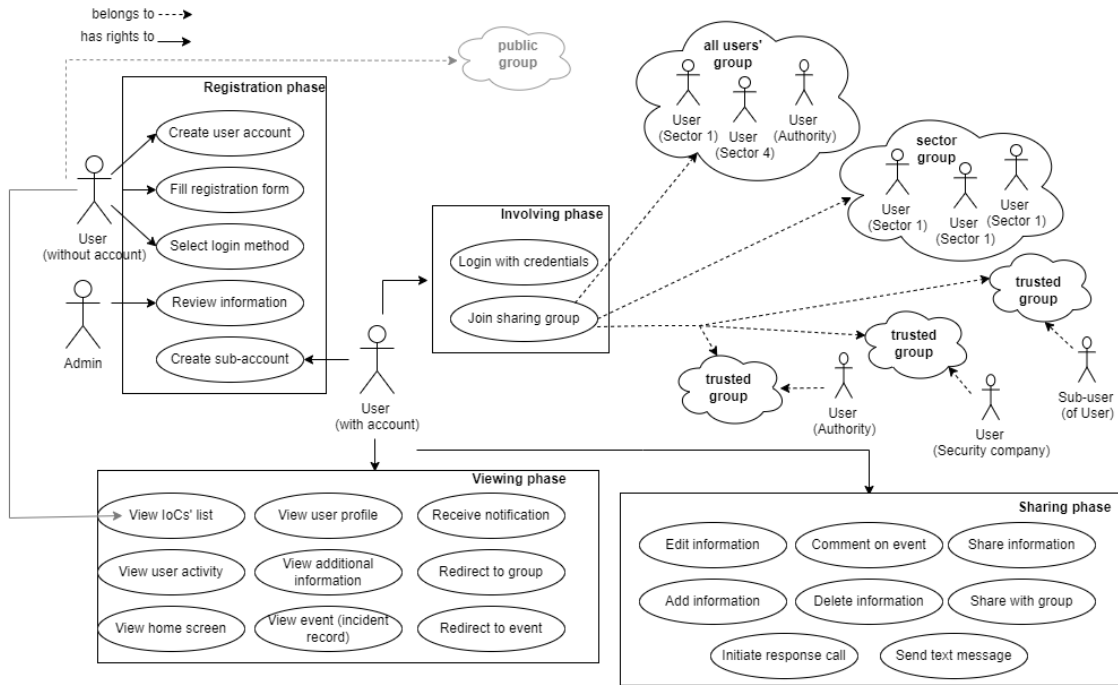 belongs to
has rights to
public
group
all users'
group
User
(Sector 1)
User
(Sector 4)
User
(Authority)
sector
group
User
(Sector 1)
User
(Sector 1)
User
(Sector 1)
Registration phase
Create user account
Fill registration form
Select login method
Review information
Create sub-account
User
(without account)
Admin
User
(with account)
Involving phase
Login with credentials
Join sharing group
trusted
group
trusted
group
trusted
group
User
(Authority)
User
(Security company)
Sub-user
(of User)
Viewing phase
View IoCs' list
View user profile
Receive notification
View user activity
View additional
information
Redirect to group
View home screen
View event (incident
record)
Redirect to event
Sharing phase
Edit information
Comment on event
Share information
Add information
Delete information
Share with group
Initiate response call
Send text message